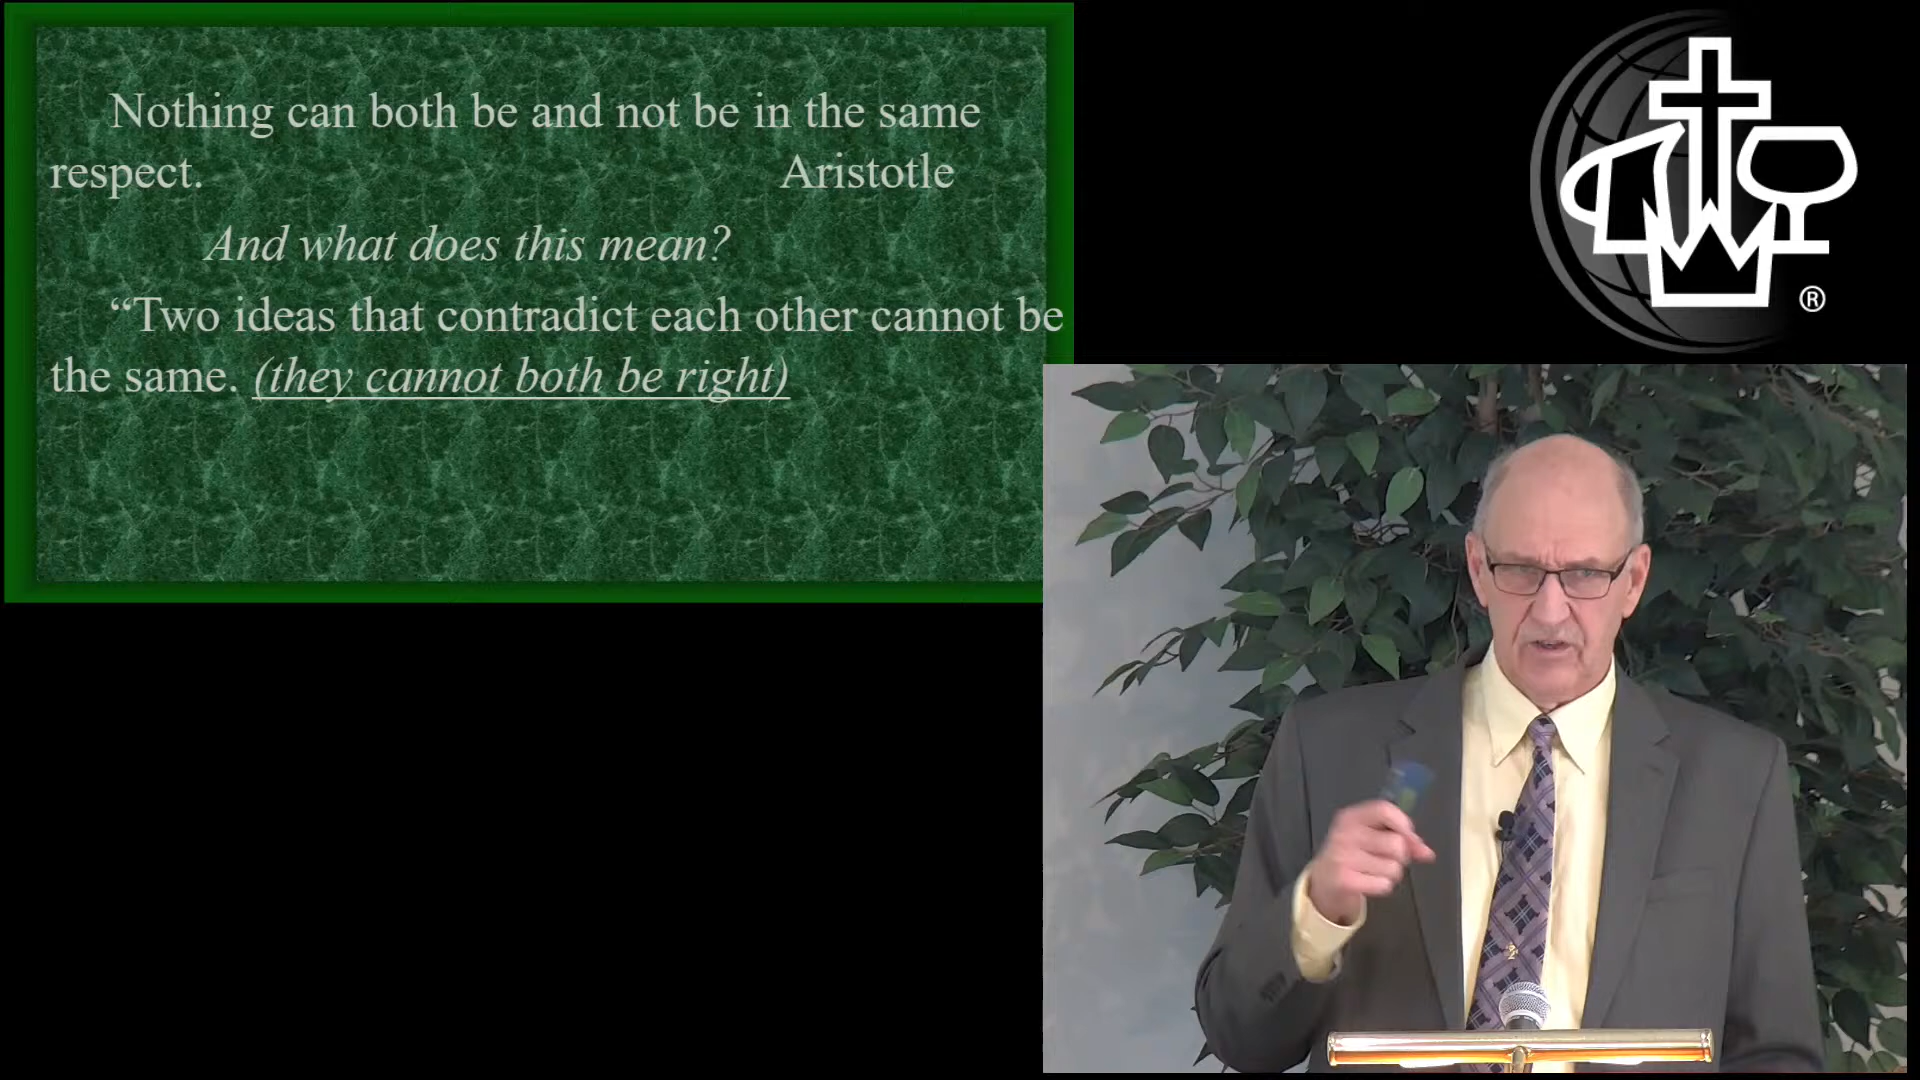 Nothing can both be and not be in the same
respect. Aristotle
And what does this mean?
“Two ideas that contradict each other cannot be
the same. (they cannot both be right)
®